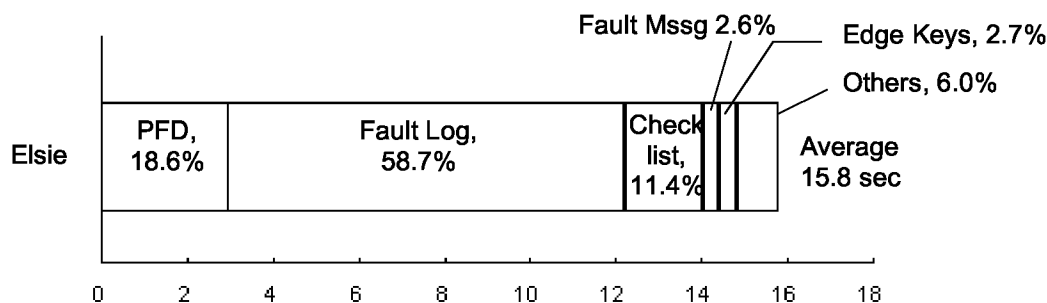 Fault Mssg 2.6%
Edge Keys, 2.7%
Others, 6.0%
Elsie
PFD,
18.6%
Fault Log,
58.7%
Check
list,
11.4%
Average
15.8 sec
0 2 4 6 8 10 12 14 16 18